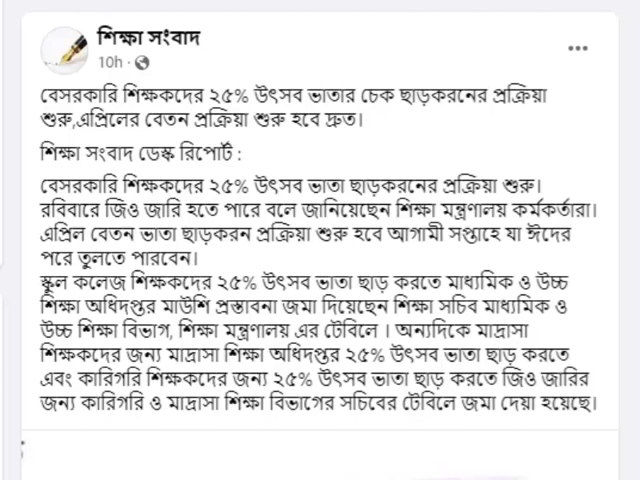 শিক্ষা সংবাদ
10h
বেসরকারি শিক্ষকদের ২৫% উৎসব ভাতার চেক ছাড়করনের প্রক্রিয়া
শুরু,এপ্রিলের বেতন প্রক্রিয়া শুরু হবে দ্রুত।
শিক্ষা সংবাদ ডেস্ক রিপোর্ট :
বেসরকারি শিক্ষকদের ২৫% উৎসব ভাতা ছাড়করনের প্রক্রিয়া শুরু।
রবিবারে জিও জারি হতে পারে বলে জানিয়েছেন শিক্ষা মন্ত্রণালয় কর্মকর্তারা।
এপ্রিল বেতন ভাতা ছাড়করন প্রক্রিয়া শুরু হবে আগামী সপ্তাহে যা ঈদের
পরে তুলতে পারবেন।
স্কুল কলেজ শিক্ষকদের ২৫% উৎসব ভাতা ছাড় করতে মাধ্যমিক ও উচ্চ
শিক্ষা অধিদপ্তর মাউশি প্রস্তাবনা জমা দিয়েছেন শিক্ষা সচিব মাধ্যমিক ও
উচ্চ শিক্ষা বিভাগ, শিক্ষা মন্ত্রণালয় এর টেবিলে । অন্যদিকে মাদ্রাসা
শিক্ষকদের জন্য মাদ্রাসা শিক্ষা অধিদপ্তর ২৫% উৎসব ভাতা ছাড় করতে
এবং কারিগরি শিক্ষকদের জন্য ২৫% উৎসব ভাতা ছাড় করতে জিও জারির
জন্য কারিগরি ও মাদ্রাসা শিক্ষা বিভাগের সচিবের টেবিলে জমা দেয়া হয়েছে।